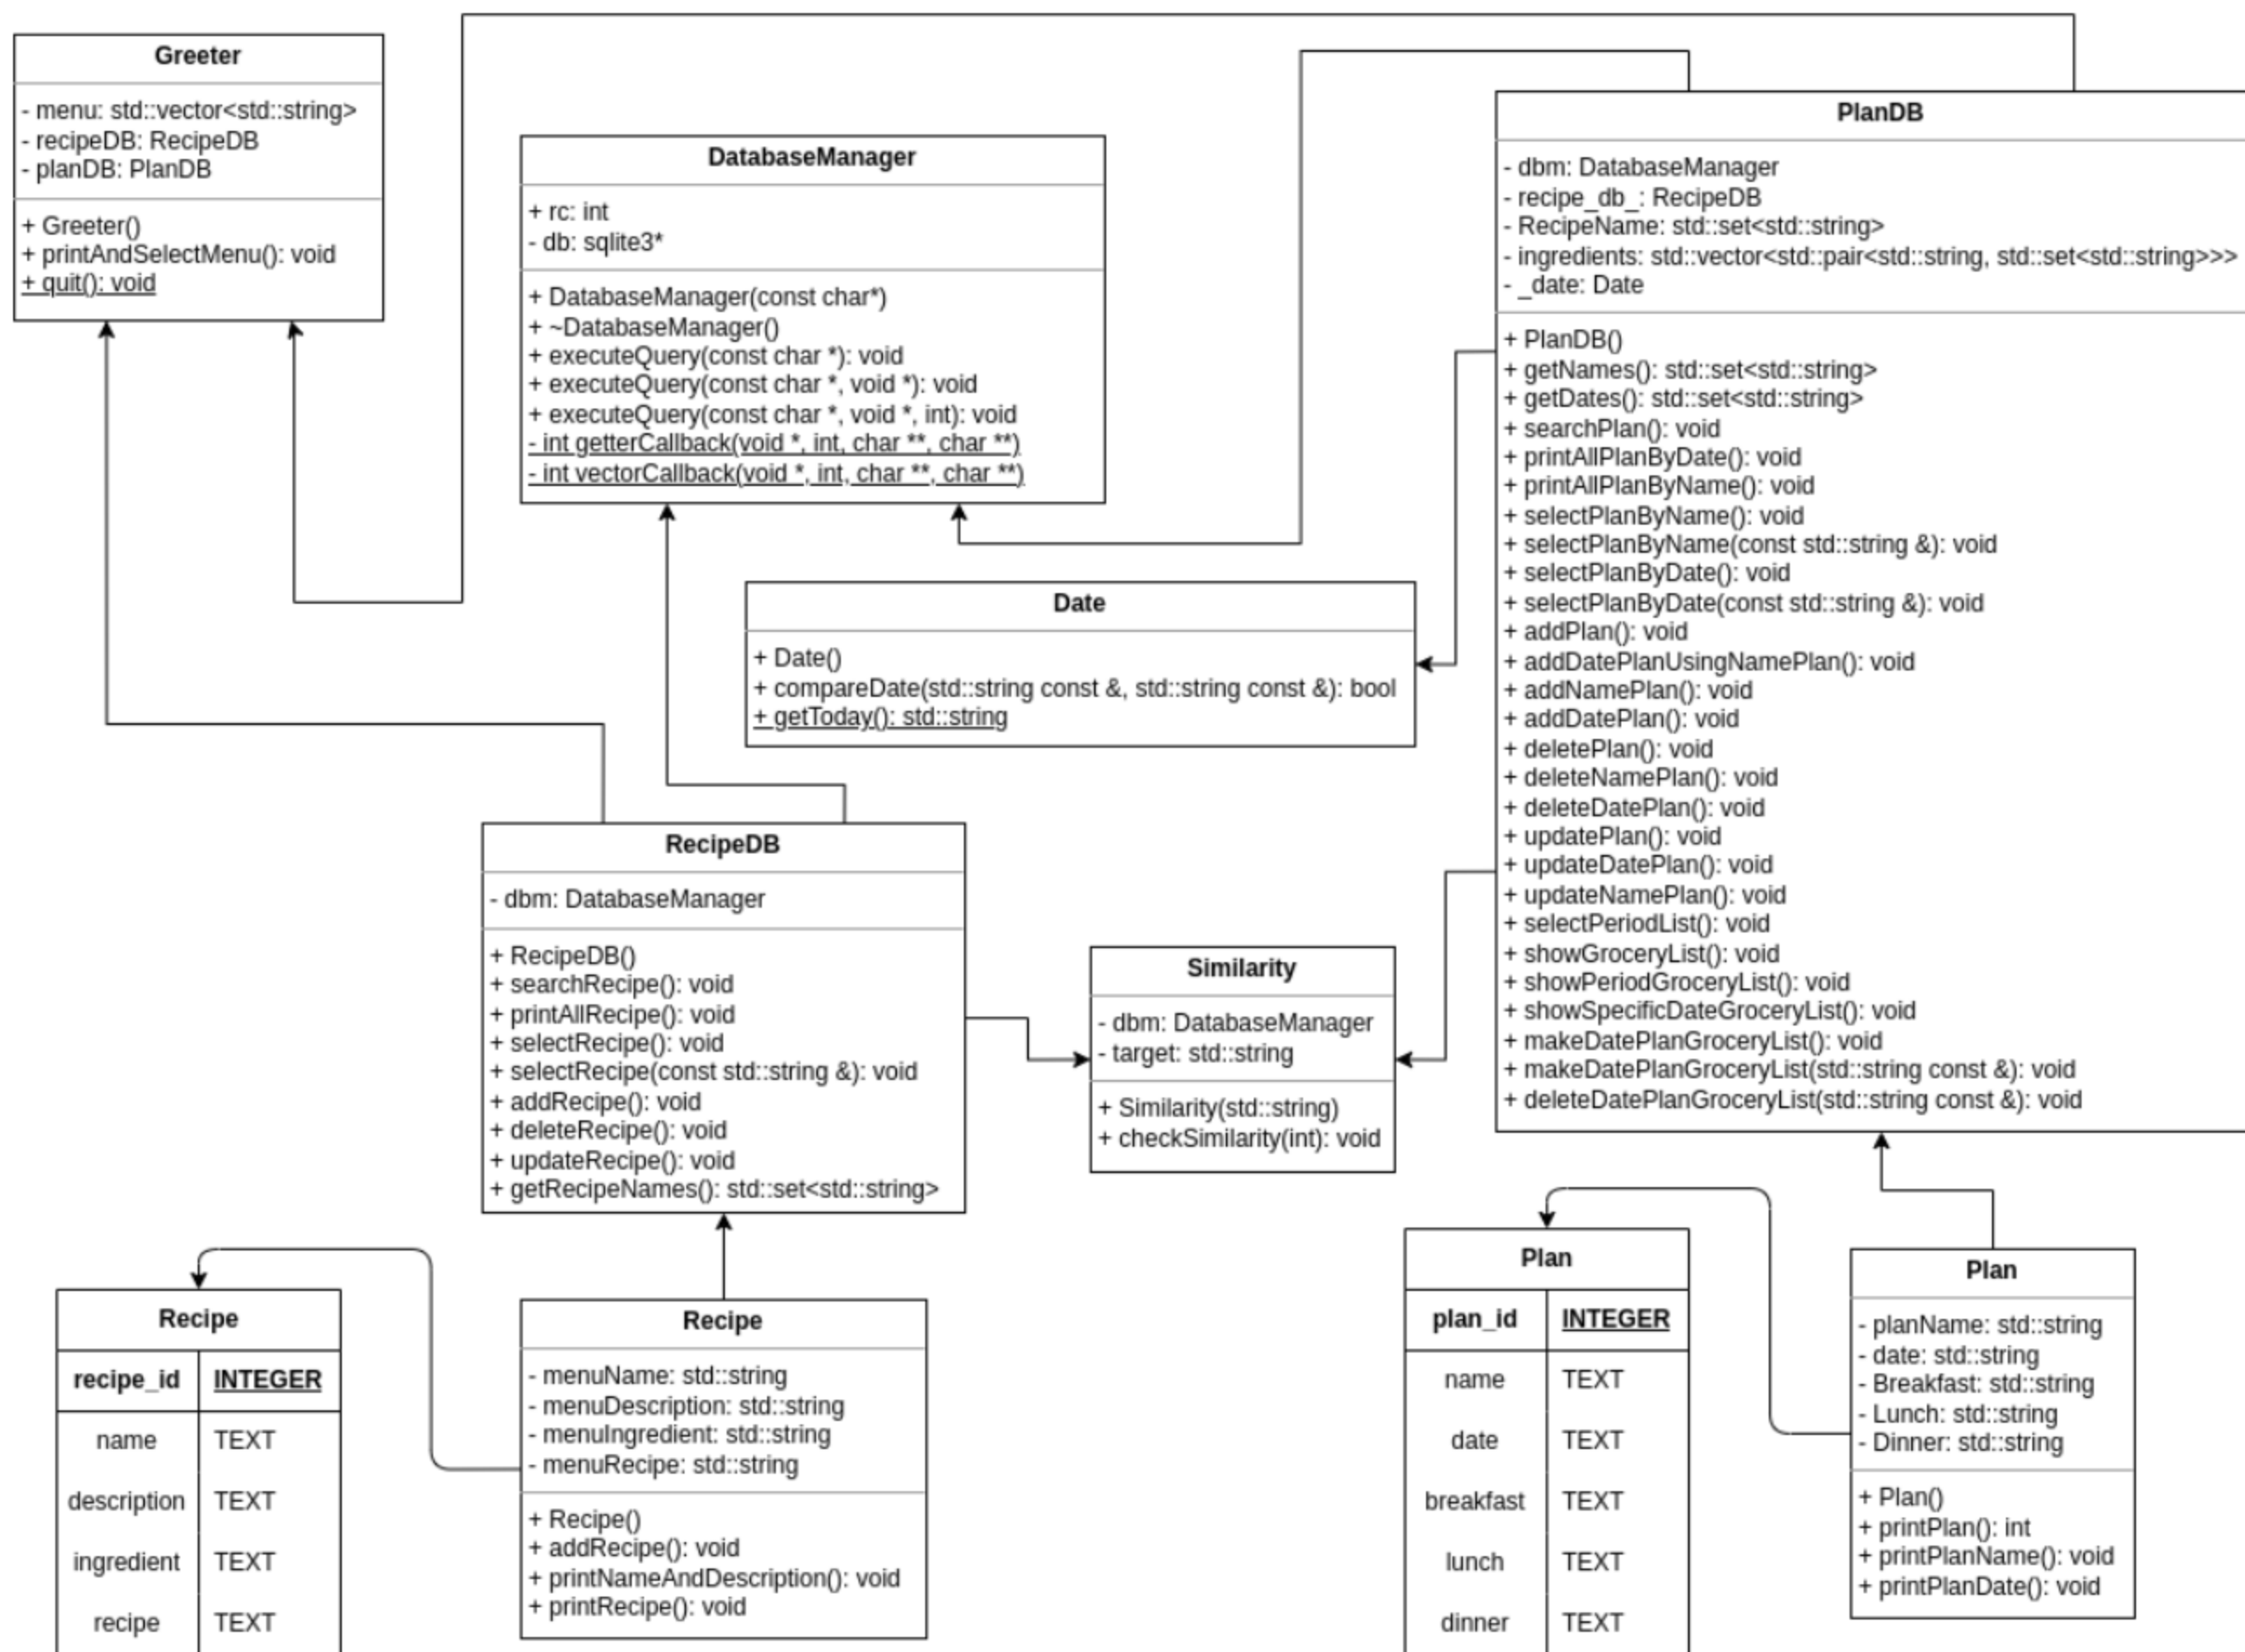 Greeter
- menu: std::vector<std::string>
- recipeDB: RecipeDB
- planDB: PlanDB
+ Greeter()
+ printAndSelectMenu(): void
+ quit(): void
DatabaseManager
+ rc: int
- db: sqlite3*
+ DatabaseManager(const char*)
+ ~DatabaseManager()
+ executeQuery(const char *): void
+ executeQuery(const char *, void *): void
+ executeQuery(const char *, void *, int): void
- int getterCallback(void *, int, char **, char **)
- int vectorCallback(void *, int, char **, char **)
PlanDB
- dbm: DatabaseManager
- recipe_db_: RecipeDB
- RecipeName: std::set<std::string>
- ingredients: std::vector<std::pair<std::string, std::set<std::string>>>
- _date: Date
+ PlanDB()
+ getNames(): std::set<std::string>
+ getDates(): std::set<std::string>
+ searchPlan(): void
+ printAllPlanByDate(): void
+ printAllPlanByName(): void
+ selectPlanByName(): void
+ selectPlanByName(const std::string &): void
+ selectPlanByDate(): void
+ selectPlanByDate(const std::string &): void
+ addPlan(): void
+ addDatePlanUsingNamePlan(): void
+ addNamePlan(): void
+ addDatePlan(): void
+ deletePlan(): void
+ deleteNamePlan(): void
+ deleteDatePlan(): void
+ updatePlan(): void
+ updateDatePlan(): void
+ updateNamePlan(): void
+ selectPeriodList(): void
+ showGroceryList(): void
+ showPeriodGroceryList(): void
+ showSpecificDateGroceryList(): void
+ makeDatePlanGroceryList(): void
+ makeDatePlanGroceryList(std::string const &): void
+ deleteDatePlanGroceryList(std::string const &): void
Date
+ Date()
+ compareDate(std::string const &, std::string const &): bool
+ getToday(): std::string
RecipeDB
- dbm: DatabaseManager
+ RecipeDB()
+ searchRecipe(): void
+ printAllRecipe(): void
+ selectRecipe(): void
+ selectRecipe(const std::string &): void
+ addRecipe(): void
+ deleteRecipe(): void
+ updateRecipe(): void
+ getRecipeNames(): std::set<std::string>
Similarity
- dbm: DatabaseManager
- target: std::string
+ Similarity(std::string)
+ checkSimilarity(int): void
Recipe
recipe_id INTEGER
name TEXT
description TEXT
ingredient TEXT
recipe TEXT
Recipe
- menuName: std::string
- menuDescription: std::string
- menuIngredient: std::string
- menuRecipe: std::string
+ Recipe()
+ addRecipe(): void
+ printNameAndDescription(): void
+ printRecipe(): void
Plan
plan_id INTEGER
name TEXT
date TEXT
breakfast TEXT
lunch TEXT
dinner TEXT
Plan
- planName: std::string
- date: std::string
- Breakfast: std::string
- Lunch: std::string
- Dinner: std::string
+ Plan()
+ printPlan(): int
+ printPlanName(): void
+ printPlanDate(): void